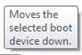 Moves the
selected boot
device down.